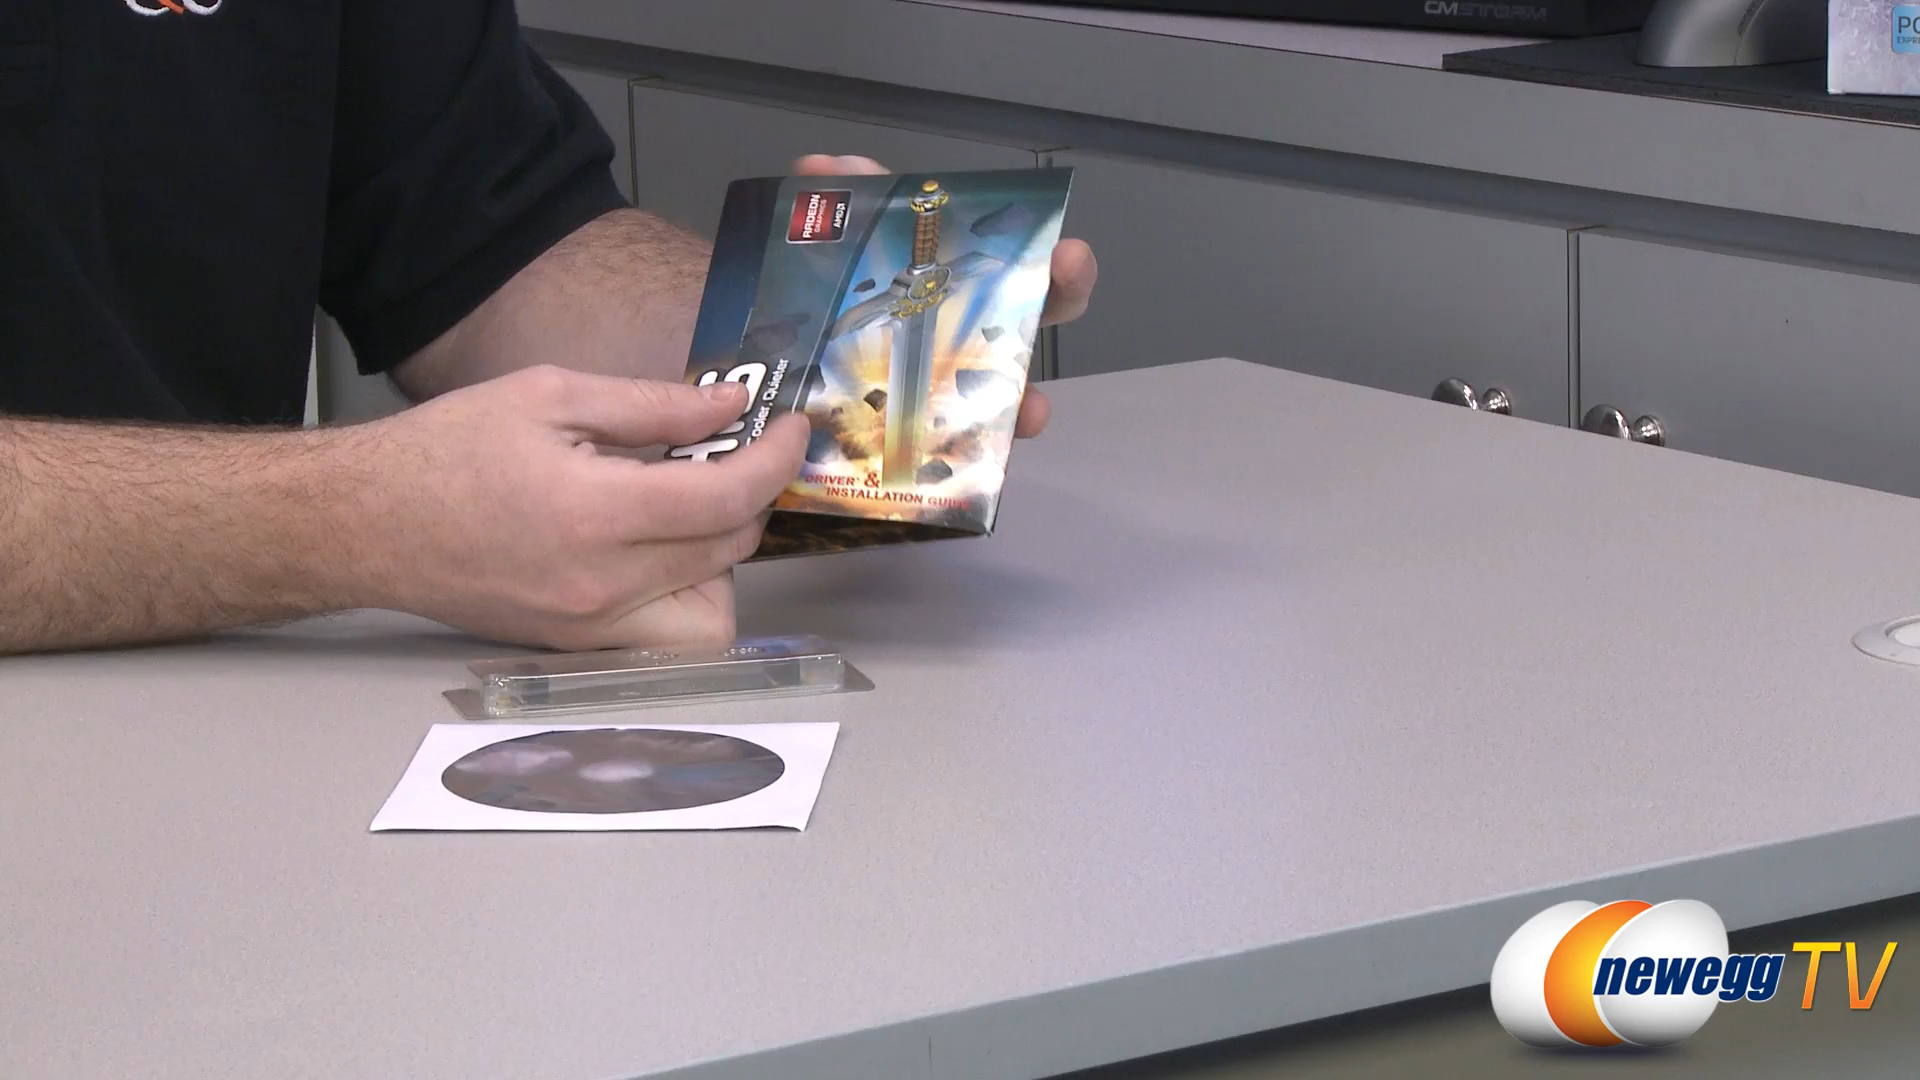 CMSTORM
RADEON
GRAPHICS
AMD
Cooler, Quieter
DRIVER &
INSTALLATION GUIDE
newegg TV